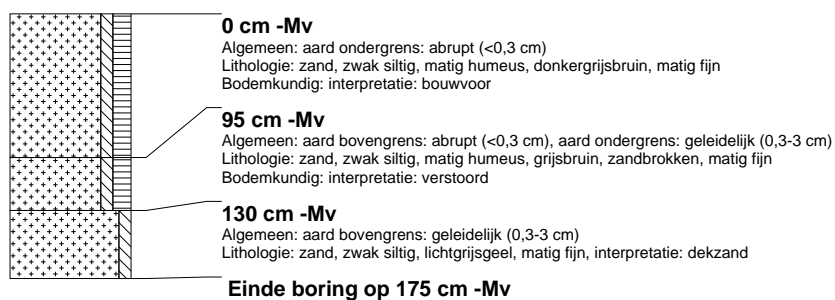 0 cm -Mv
Algemeen: aard ondergrens: abrupt (<0,3 cm)
Lithologie: zand, zwak siltig, matig humeus, donkergrijsbruin, matig fijn
Bodemkundig: interpretatie: bouwvoor
95 cm -Mv
Algemeen: aard bovengrens: abrupt (<0,3 cm), aard ondergrens: geleidelijk (0,3-3 cm)
Lithologie: zand, zwak siltig, matig humeus, grijsbruin, zandbrokken, matig fijn
Bodemkundig: interpretatie: verstoord
130 cm -Mv
Algemeen: aard bovengrens: geleidelijk (0,3-3 cm)
Lithologie: zand, zwak siltig, lichtgrijsgeel, matig fijn, interpretatie: dekzand
Einde boring op 175 cm -Mv